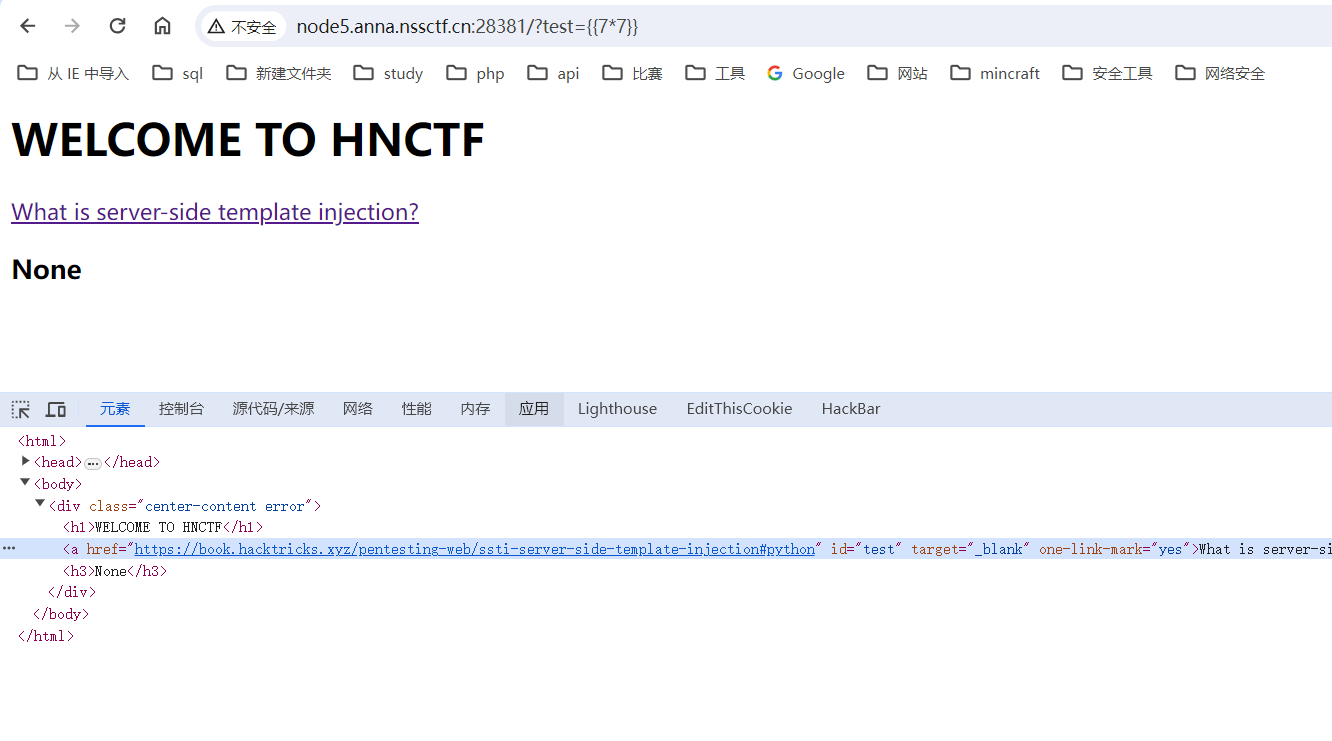 不安全 node5.anna.nssctf.cn:28381/?test={{7*7}}
从 IE 中导入 sql 新建文件夹 study php api 比赛 工具 Google 网站 mincraft 安全工具 网络安全
WELCOME TO HNCTF
What is server-side template injection?
None
元素 控制台 源代码/来源 网络 性能 内存 应用 Lighthouse EditThisCookie HackBar
<html>
<head>…</head>
<body>
<div class="center-content error">
<h1>WELCOME TO HNCTF</h1>
<a href="https://book.hacktricks.xyz/pentesting-web/ssti-server-side-template-injection#python" id="test" target="_blank" one-link-mark="yes">What is server-si
<h3>None</h3>
</div>
</body>
</html>